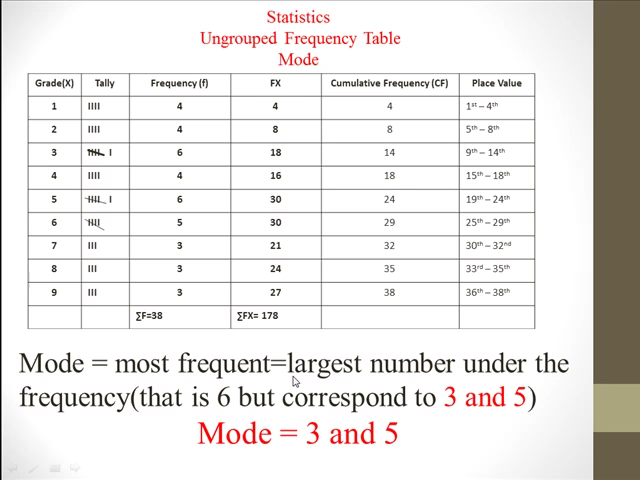 Statistics
Ungrouped Frequency Table
Mode
Grade(X) Tally Frequency (f) FX Cumulative Frequency (CF) Place Value
1 IIII 4 4 4 1st – 4th
2 IIII 4 8 8 5th – 8th
3 IIII I 6 18 14 9th – 14th
4 IIII 4 16 18 15th – 18th
5 IIII I 6 30 24 19th – 24th
6 IIII 5 30 29 25th – 29th
7 III 3 21 32 30th – 32nd
8 III 3 24 35 33rd – 35th
9 III 3 27 38 36th – 38th
∑F=38 ∑FX= 178
Mode = most frequent=largest number under the
frequency(that is 6 but correspond to 3 and 5)
Mode = 3 and 5